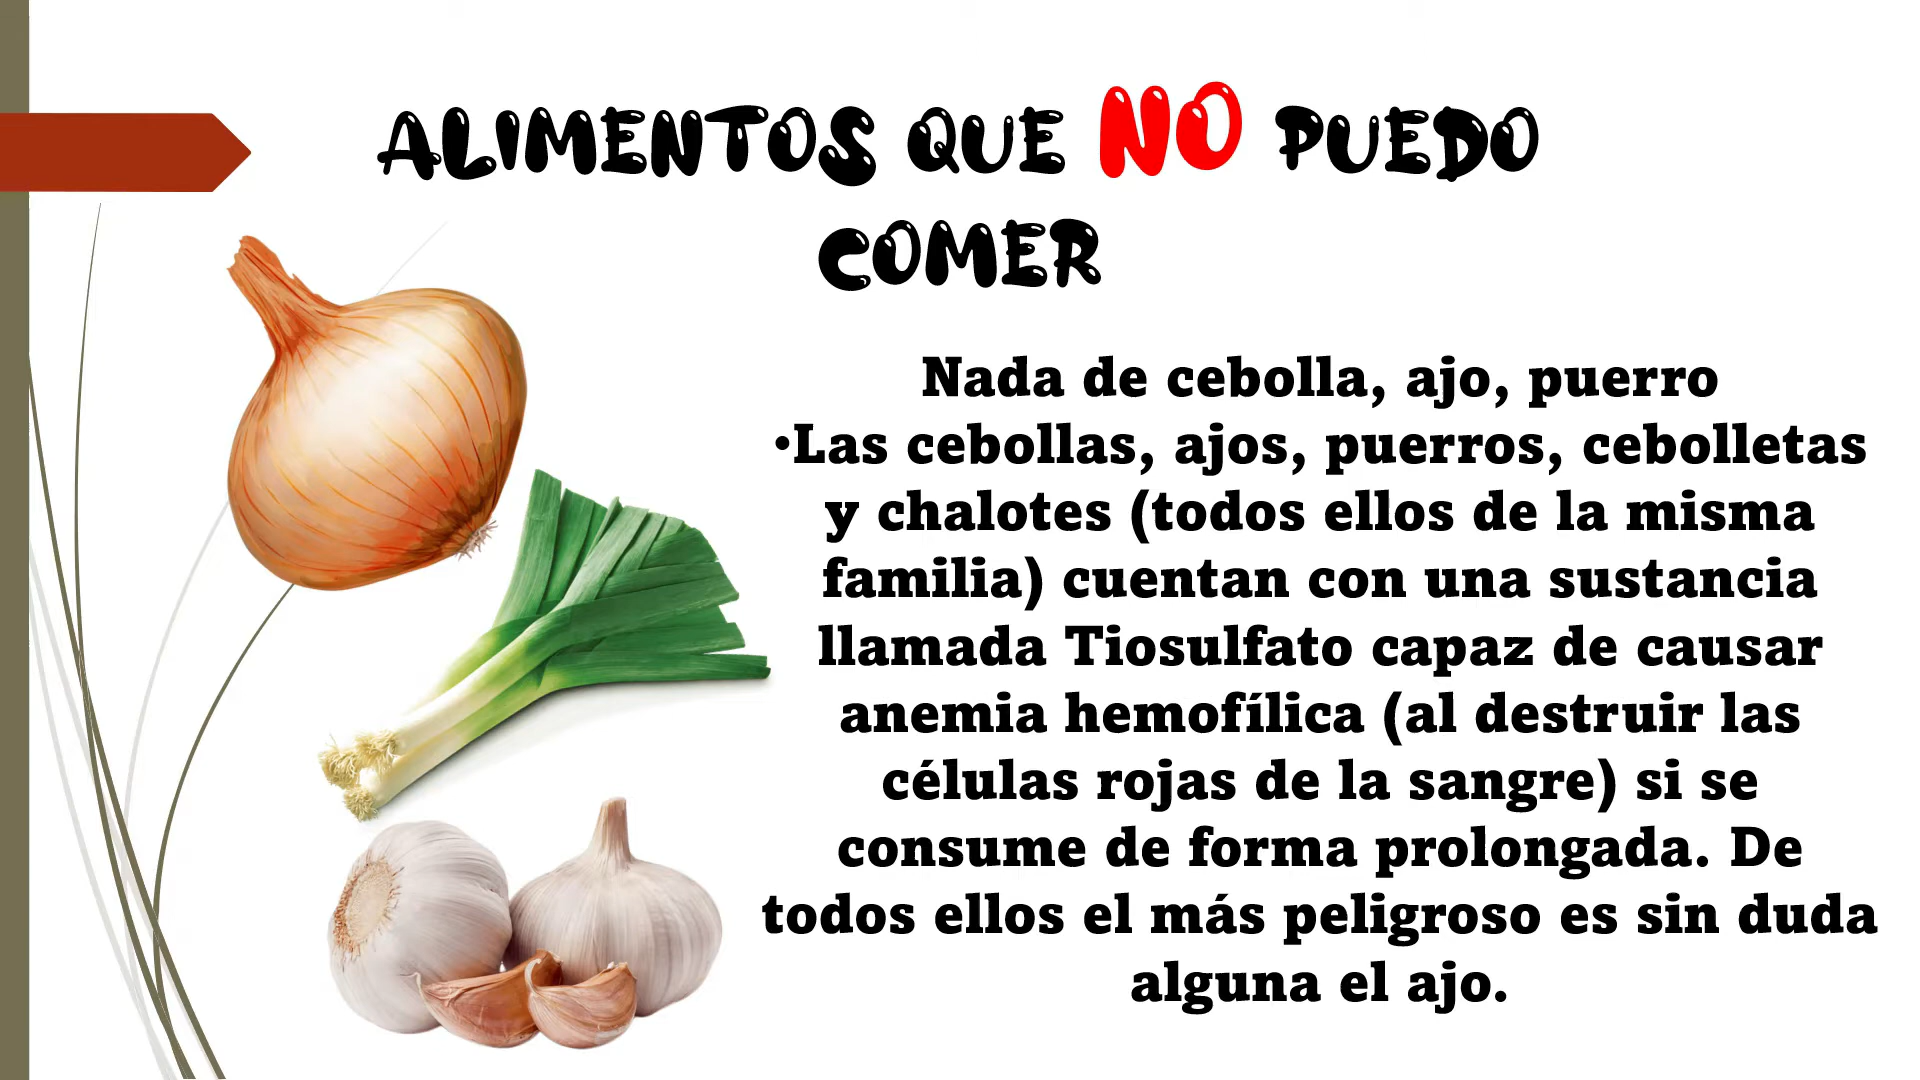 ALIMENTOS QUE NO PUEDO
COMER
Nada de cebolla, ajo, puerro
•Las cebollas, ajos, puerros, cebolletas
y chalotes (todos ellos de la misma
familia) cuentan con una sustancia
llamada Tiosulfato capaz de causar
anemia hemofílica (al destruir las
células rojas de la sangre) si se
consume de forma prolongada. De
todos ellos el más peligroso es sin duda
alguna el ajo.